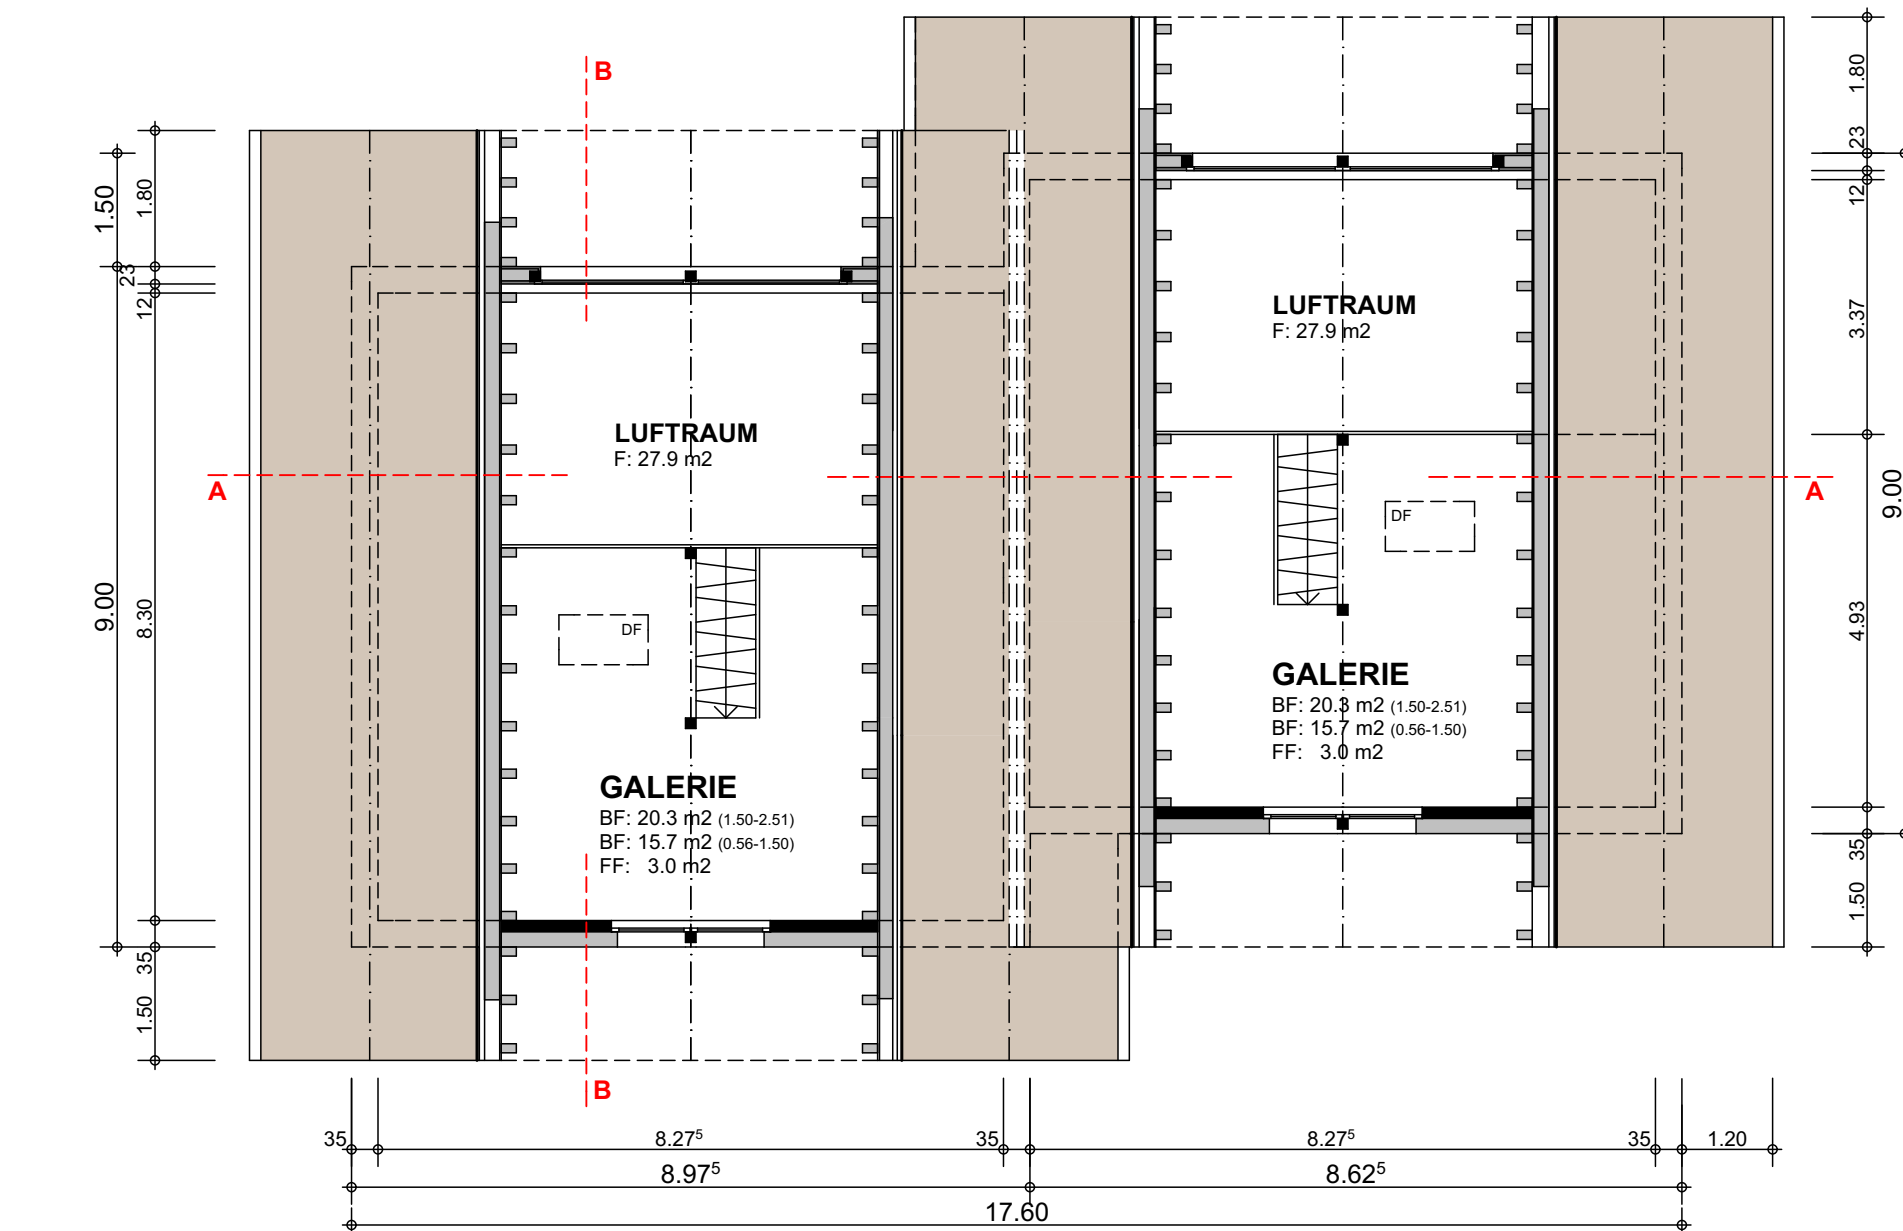 B
1.80
23
12
1.50
1.80
23
12
LUFTRAUM
F: 27.9 m2
3.37
LUFTRAUM
F: 27.9 m2
A
A
9.00
DF
9.00
8.30
DF
4.93
GALERIE
BF: 20.3 m2 (1.50-2.51)
BF: 15.7 m2 (0.56-1.50)
FF: 3.0 m2
GALERIE
BF: 20.3 m2 (1.50-2.51)
BF: 15.7 m2 (0.56-1.50)
FF: 3.0 m2
35
1.50
35
1.50
B
35 8.27⁵ 35 8.27⁵ 35 1.20
8.97⁵ 8.62⁵
17.60